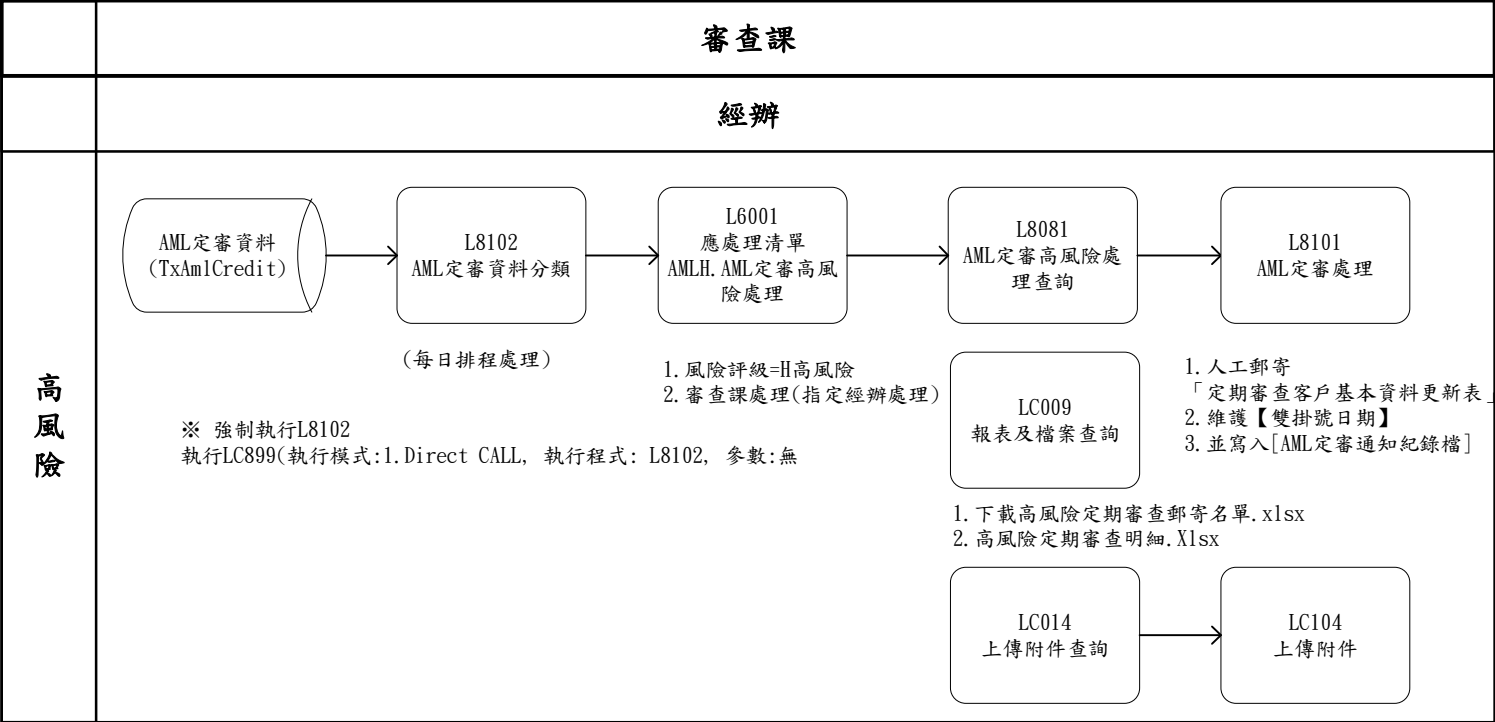 審查課
經辦
高
風
險
AML定審資料
(TxAmlCredit)
L8102
AML定審資料分類
L6001
應處理清單
AMLH.AML定審高風
險處理
L8081
AML定審高風險處
理查詢
L8101
AML定審處理
(每日排程處理)
1.風險評級=H高風險
2.審查課處理(指定經辦處理)
※ 強制執行L8102
執行LC899(執行模式:1.Direct CALL, 執行程式: L8102, 參數:無
LC009
報表及檔案查詢
1.人工郵寄
「定期審查客戶基本資料更新表」
2.維護【雙掛號日期】
3.並寫入[AML定審通知紀錄檔]
1.下載高風險定期審查郵寄名單.xlsx
2.高風險定期審查明細.Xlsx
LC014
上傳附件查詢
LC104
上傳附件